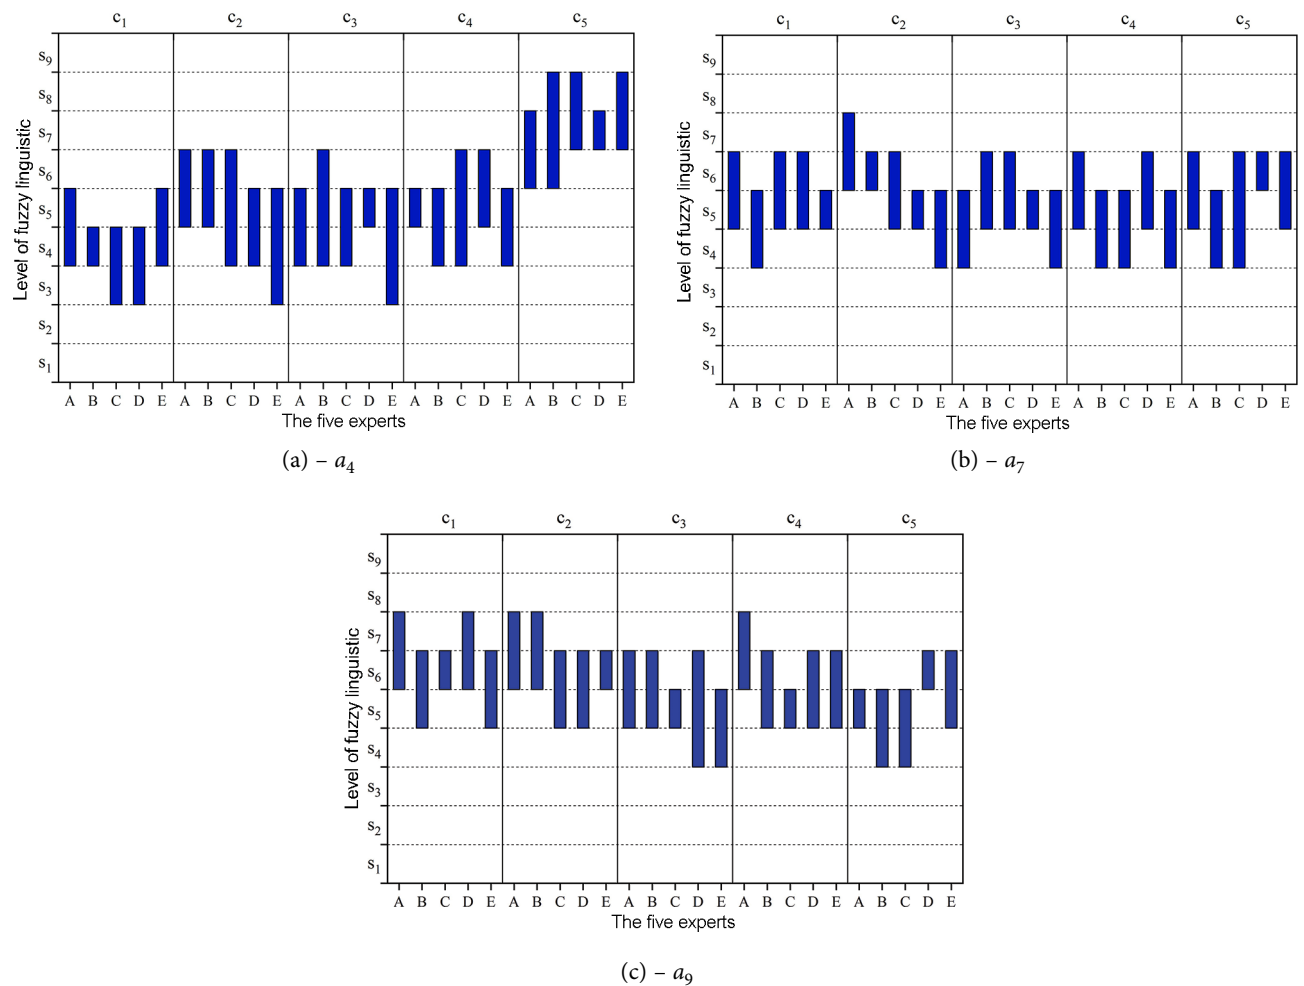 c1 c2 c3 c4 c5
s9
s8
s7
s6
s5
s4
s3
s2
s1
Level of fuzzy linguistic
A B C D E A B C D E A B C D E A B C D E A B C D E
The five experts
(a) – a4
c1 c2 c3 c4 c5
s9
s8
s7
s6
s5
s4
s3
s2
s1
Level of fuzzy linguistic
A B C D E A B C D E A B C D E A B C D E A B C D E
The five experts
(b) – a7
c1 c2 c3 c4 c5
s9
s8
s7
s6
s5
s4
s3
s2
s1
Level of fuzzy linguistic
A B C D E A B C D E A B C D E A B C D E A B C D E
The five experts
(c) – a9